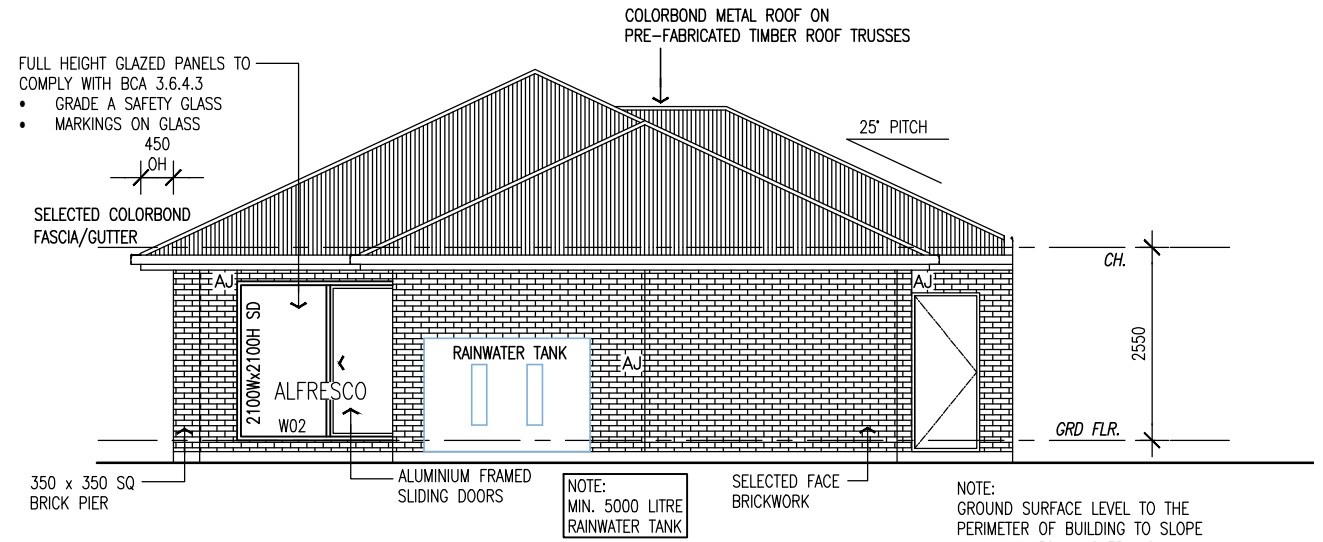 COLORBOND METAL ROOF ON
PRE-FABRICATED TIMBER ROOF TRUSSES
FULL HEIGHT GLAZED PANELS TO
COMPLY WITH BCA 3.6.4.3
• GRADE A SAFETY GLASS
• MARKINGS ON GLASS
450
OH
25° PITCH
SELECTED COLORBOND
FASCIA/GUTTER
CH.
AJ
AJ
2100Wx2100H SD
RAINWATER TANK
AJ
2550
ALFRESCO
W02
GRD FLR.
350 x 350 SQ
BRICK PIER
ALUMINIUM FRAMED
SLIDING DOORS
NOTE:
MIN. 5000 LITRE
RAINWATER TANK
SELECTED FACE
BRICKWORK
NOTE:
GROUND SURFACE LEVEL TO THE
PERIMETER OF BUILDING TO SLOPE